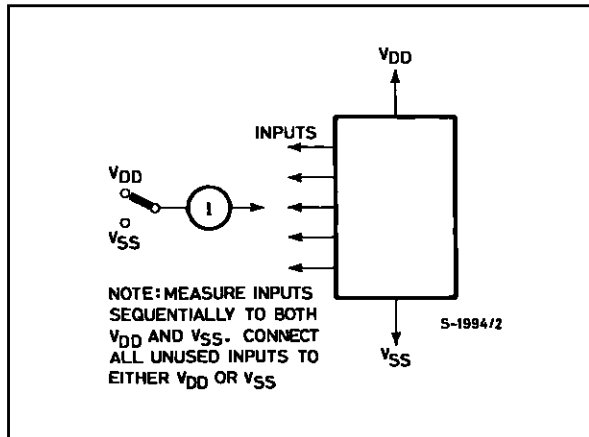 VDD
INPUTS
VDD
I
VSS
NOTE: MEASURE INPUTS
SEQUENTIALLY TO BOTH
VDD AND VSS. CONNECT
ALL UNUSED INPUTS TO
EITHER VDD OR VSS
S-1994/2
VSS